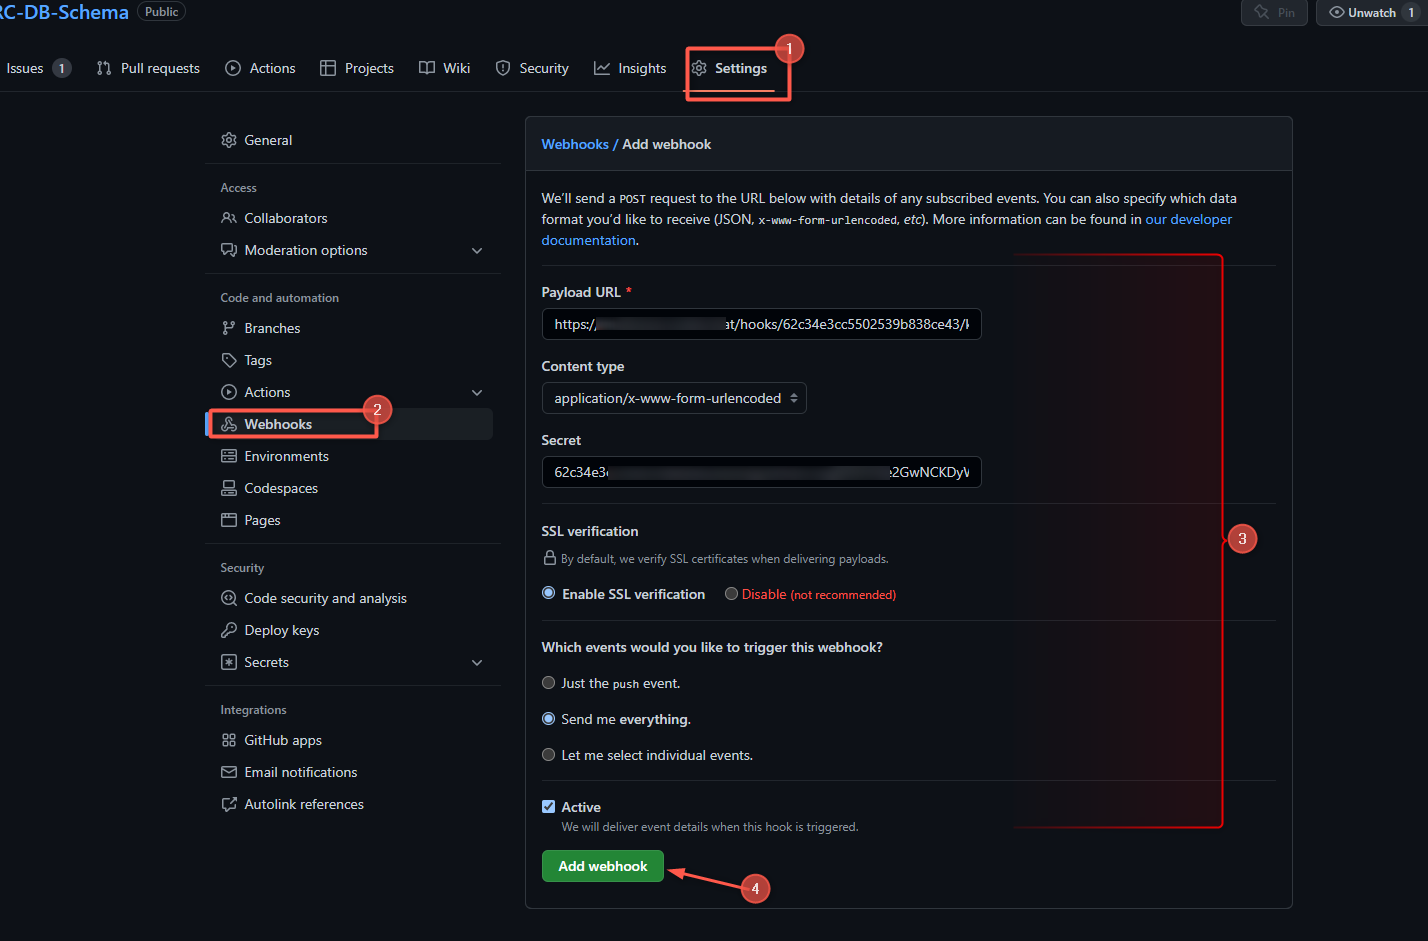 RC-DB-Schema Public Pin Unwatch 1
Issues 1 Pull requests Actions Projects Wiki Security Insights Settings 1
General
Access
Collaborators
Moderation options
Code and automation
Branches
Tags
Actions
Webhooks 2
Environments
Codespaces
Pages
Security
Code security and analysis
Deploy keys
Secrets
Integrations
GitHub apps
Email notifications
Autolink references
Webhooks / Add webhook
We'll send a POST request to the URL below with details of any subscribed events. You can also specify which data
format you'd like to receive (JSON, x-www-form-urlencoded, etc). More information can be found in our developer
documentation.
Payload URL *
https:/ at/hooks/62c34e3cc5502539b838ce43/
Content type
application/x-www-form-urlencoded
Secret
62c34e3 2GwNCKDy
SSL verification
By default, we verify SSL certificates when delivering payloads.
Enable SSL verification Disable (not recommended)
3
Which events would you like to trigger this webhook?
Just the push event.
Send me everything.
Let me select individual events.
Active
We will deliver event details when this hook is triggered.
Add webhook
4